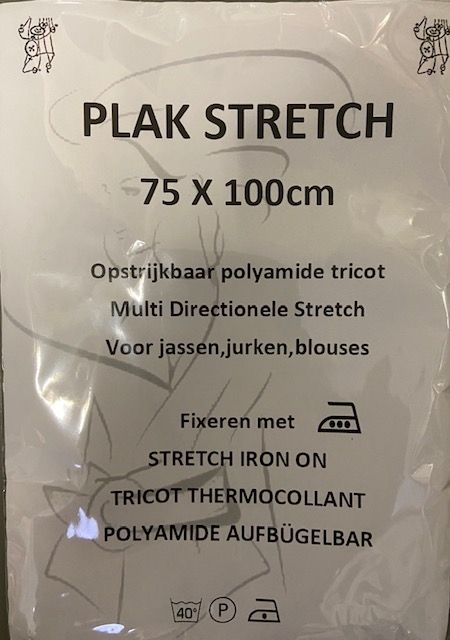 PLAK STRETCH
75 X 100cm
Opstrijkbaar polyamide tricot
Multi Directionele Stretch
Voor jassen,jurken,blouses
Fixeren met
STRETCH IRON ON
TRICOT THERMOCOLLANT
POLYAMIDE AUFBÜGELBAR
40° P